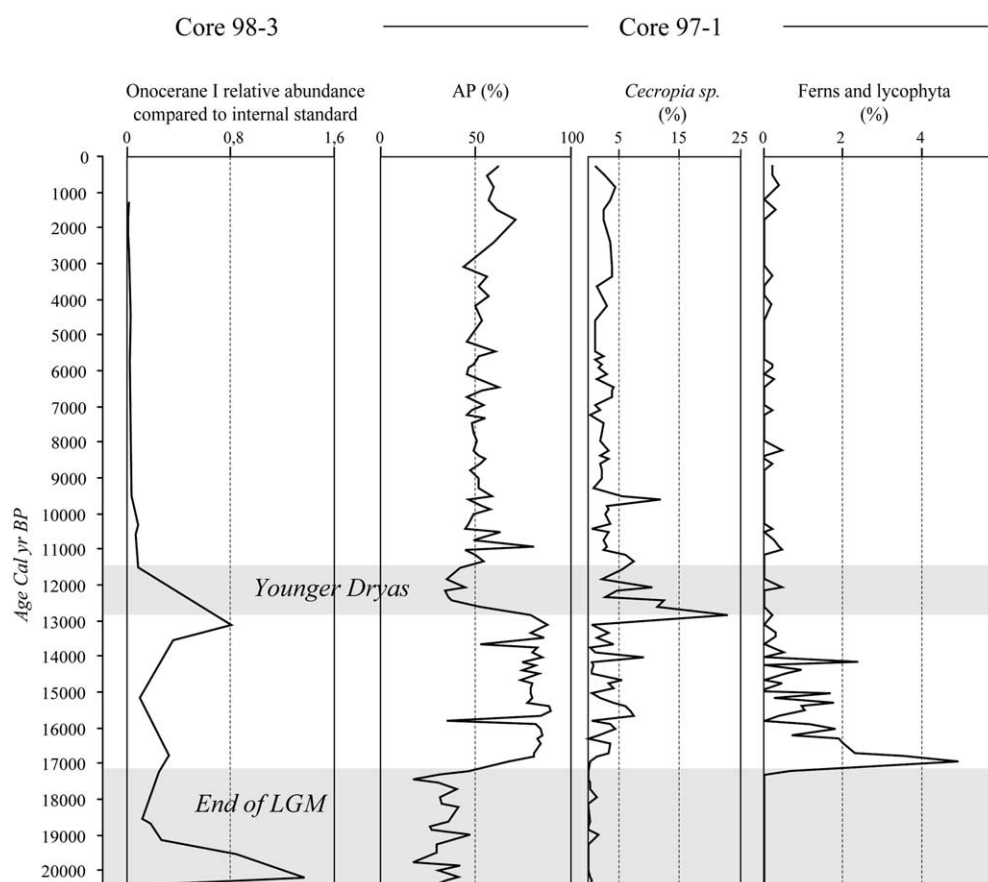 Core 98-3
Core 97-1
Onocerane I relative abundance
compared to internal standard
AP (%)
Cecropia sp.
(%)
Ferns and lycophyta
(%)
0 0,8 1,6
0 50 100
5 15 25
0 2 4
Age Cal yr BP
0
1000
2000
3000
4000
5000
6000
7000
8000
9000
10000
11000
12000
13000
14000
15000
16000
17000
18000
19000
20000
Younger Dryas
End of LGM